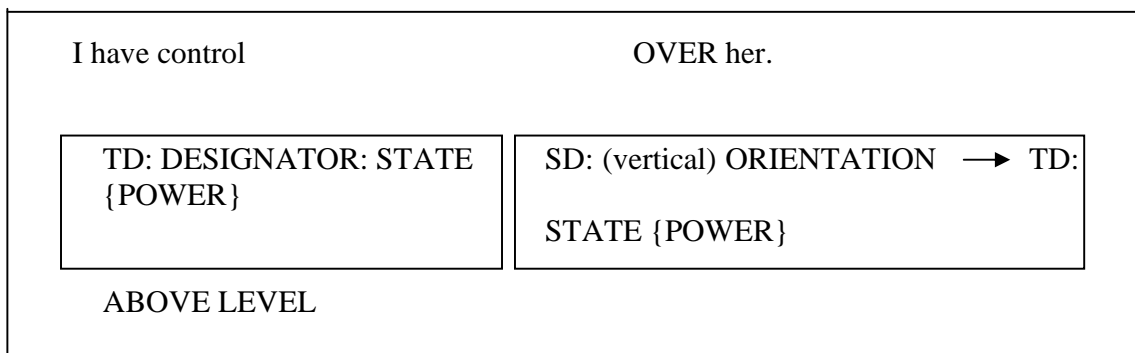 I have control OVER her.
TD: DESIGNATOR: STATE
{POWER}
SD: (vertical) ORIENTATION → TD:
STATE {POWER}
ABOVE LEVEL